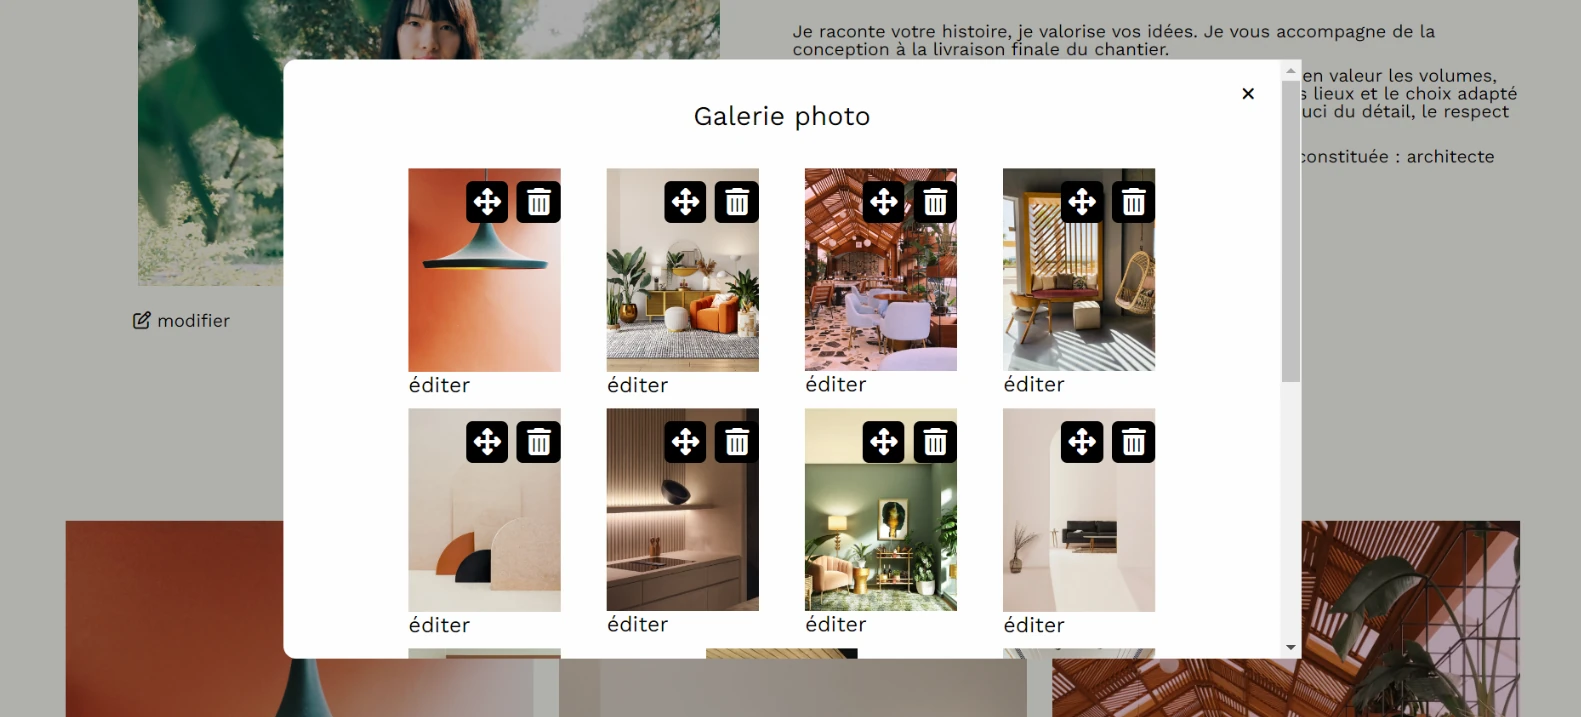 Je raconte votre histoire, je valorise vos idées. Je vous accompagne de la
conception à la livraison finale du chantier.
en valeur les volumes,
lieux et le choix adapté
du détail, le respect
constituée : architecte
Galerie photo
éditer
éditer
éditer
éditer
éditer
éditer
éditer
éditer
modifier